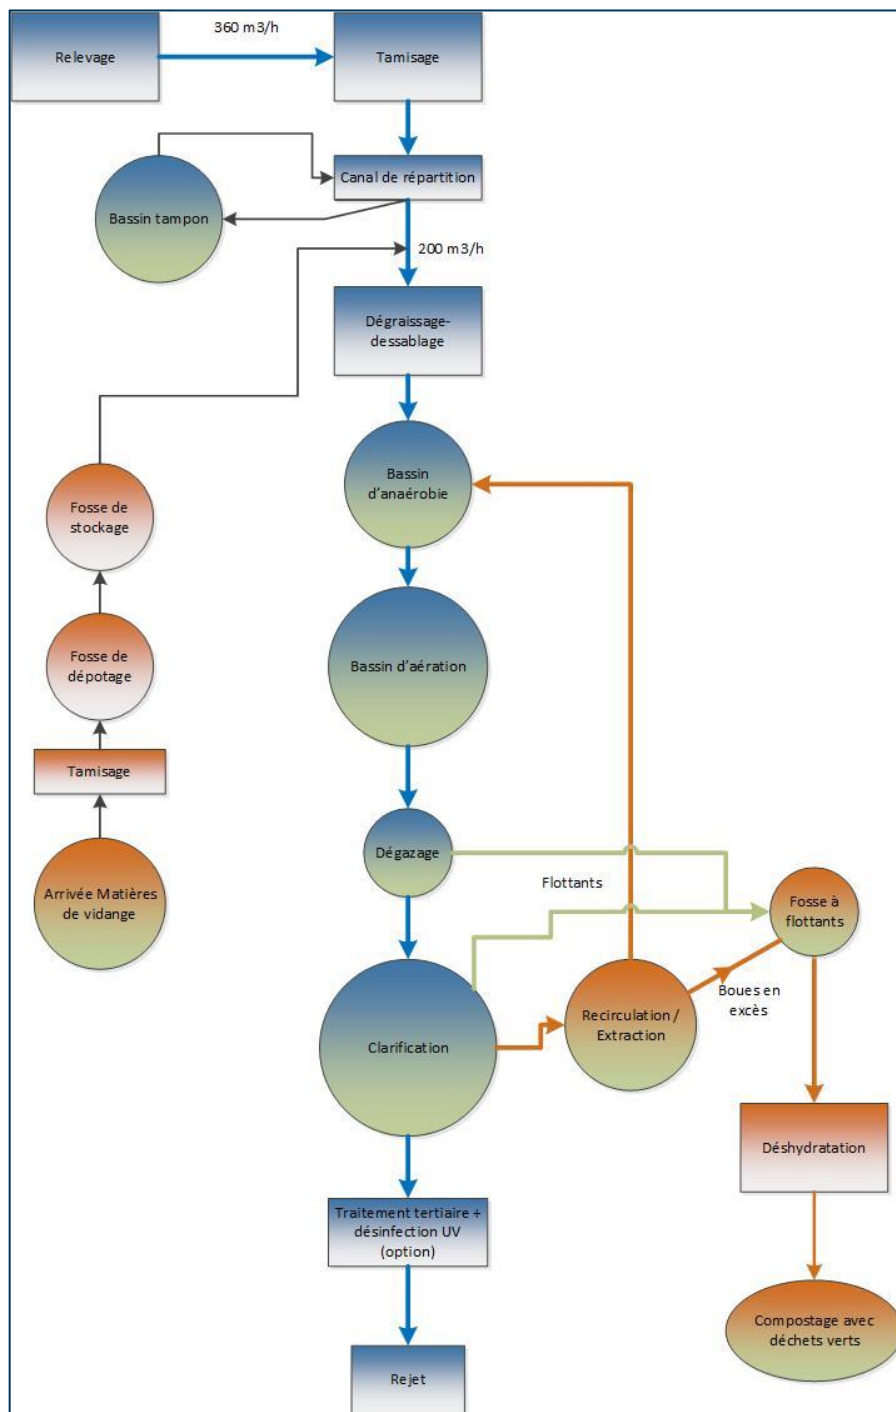 360 m3/h
Relevage
Tamisage
Canal de répartition
Bassin tampon
200 m3/h
Dégraissage-
dessablage
Bassin
d'anaérobie
Fosse de
stockage
Fosse de
dépotage
Bassin d'aération
Tamisage
Dégazage
Arrivée Matières
de vidange
Flottants
Fosse à
flottants
Boues en
excès
Recirculation /
Extraction
Clarification
Déshydratation
Traitement tertiaire +
désinfection UV
(option)
Compostage avec
déchets verts
Rejet